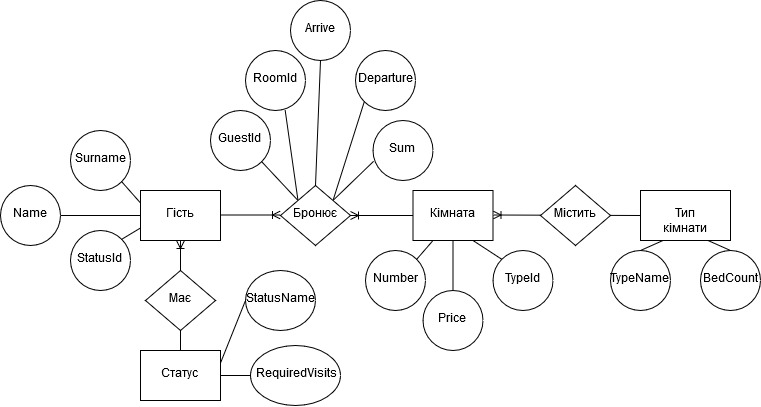 Arrive
RoomId
Departure
GuestId
Sum
Surname
Name
Гість
Бронює
Кімната
Містить
Тип
кімнати
StatusId
Number
TypeId
TypeName
BedCount
Має
StatusName
Price
Статус
RequiredVisits